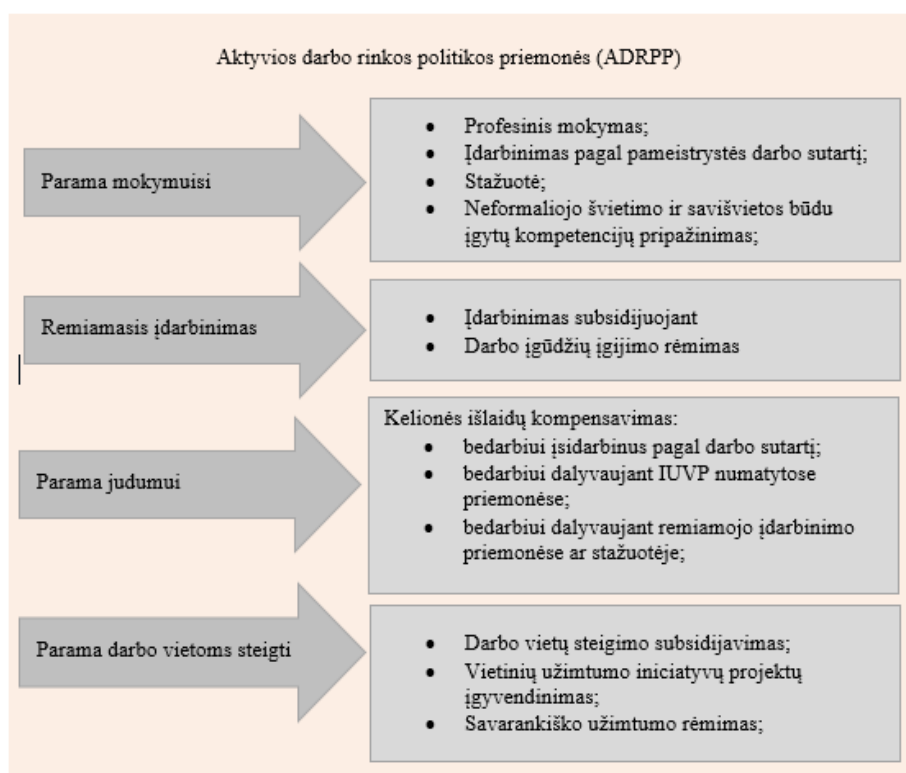 Aktyvios darbo rinkos politikos priemonės (ADRPP)
Parama mokymuisi
• Profesinis mokymas;
• Įdarbinimas pagal pameistrystės darbo sutartį;
• Stažuotė;
• Neformaliojo švietimo ir savišvietos būdu
įgytų kompetencijų pripažinimas;
Remiamasis įdarbinimas
• Įdarbinimas subsidijuojant
• Darbo įgūdžių įgijimo rėmimas
Parama judumui
Kelionės išlaidų kompensavimas:
• bedarbiui įsidarbinus pagal darbo sutartį;
• bedarbiui dalyvaujant IUVP numatytose
priemonėse;
• bedarbiui dalyvaujant remiamojo įdarbinimo
priemonėse ar stažuotėje;
Parama darbo vietoms steigti
• Darbo vietų steigimo subsidijavimas;
• Vietinių užimtumo iniciatyvų projektų
įgyvendinimas;
• Savarankiško užimtumo rėmimas;